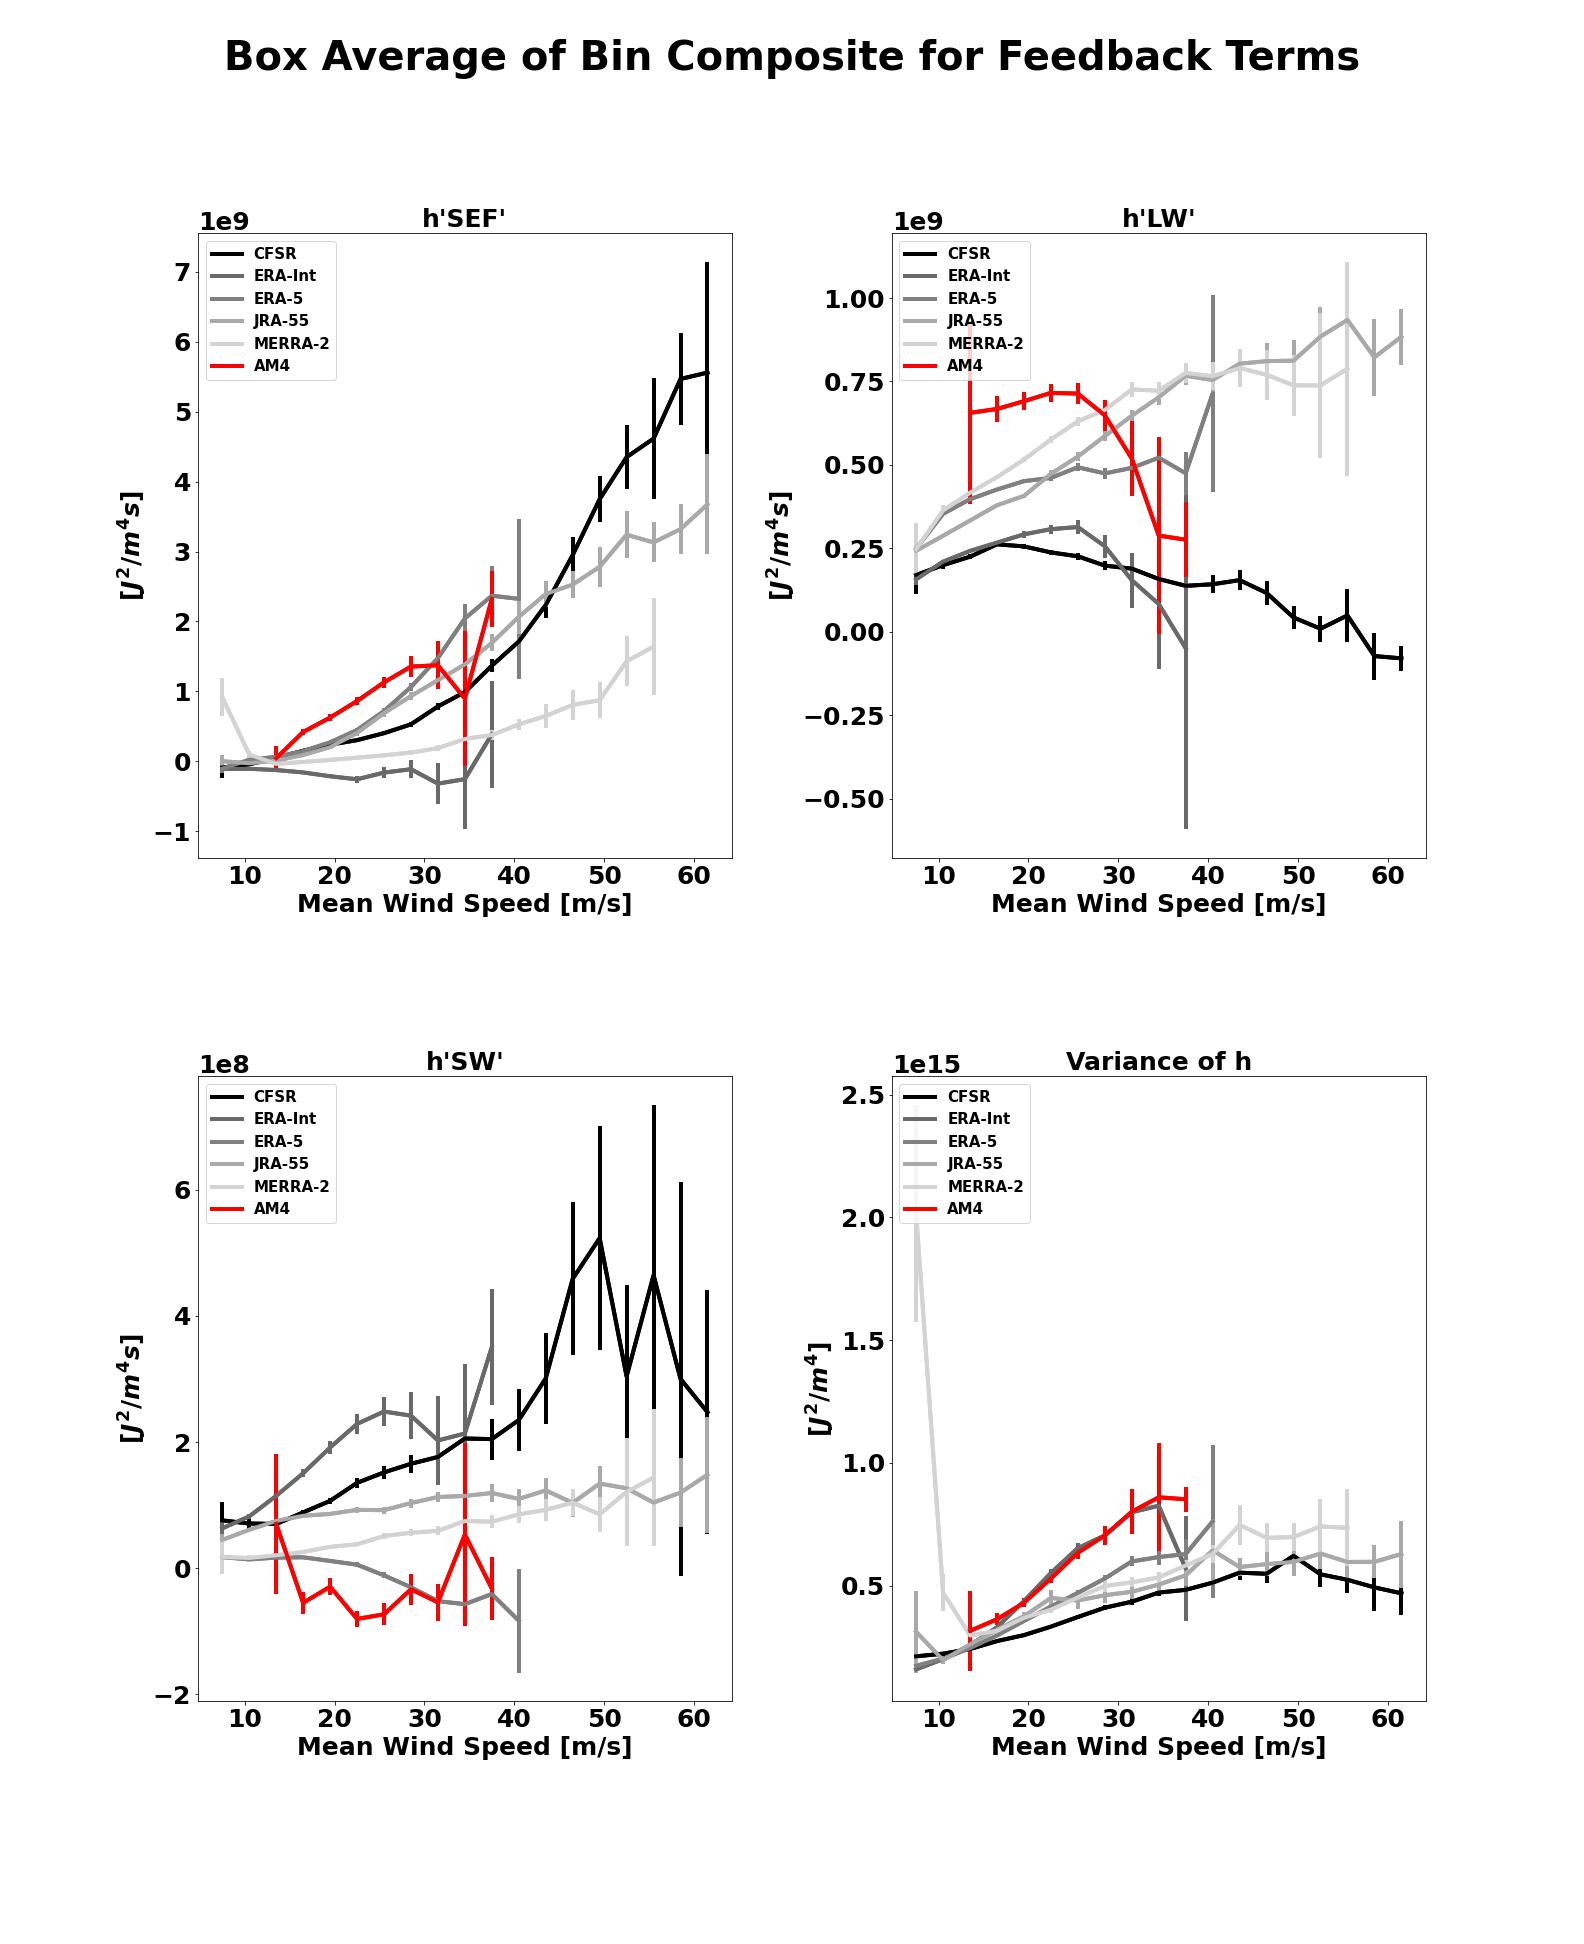 Box Average of Bin Composite for Feedback Terms
1e9
h'SEF'
CFSR
ERA-Int
ERA-5
JRA-55
MERRA-2
AM4
7
6
5
4
3
2
1
0
−1
[J²/m⁴s]
10 20 30 40 50 60
Mean Wind Speed [m/s]
1e9
h'LW'
CFSR
ERA-Int
ERA-5
JRA-55
MERRA-2
AM4
1.00
0.75
0.50
0.25
0.00
−0.25
−0.50
[J²/m⁴s]
10 20 30 40 50 60
Mean Wind Speed [m/s]
1e8
h'SW'
CFSR
ERA-Int
ERA-5
JRA-55
MERRA-2
AM4
6
4
2
0
−2
[J²/m⁴s]
10 20 30 40 50 60
Mean Wind Speed [m/s]
1e15
Variance of h
CFSR
ERA-Int
ERA-5
JRA-55
MERRA-2
AM4
2.5
2.0
1.5
1.0
0.5
[J²/m⁴]
10 20 30 40 50 60
Mean Wind Speed [m/s]